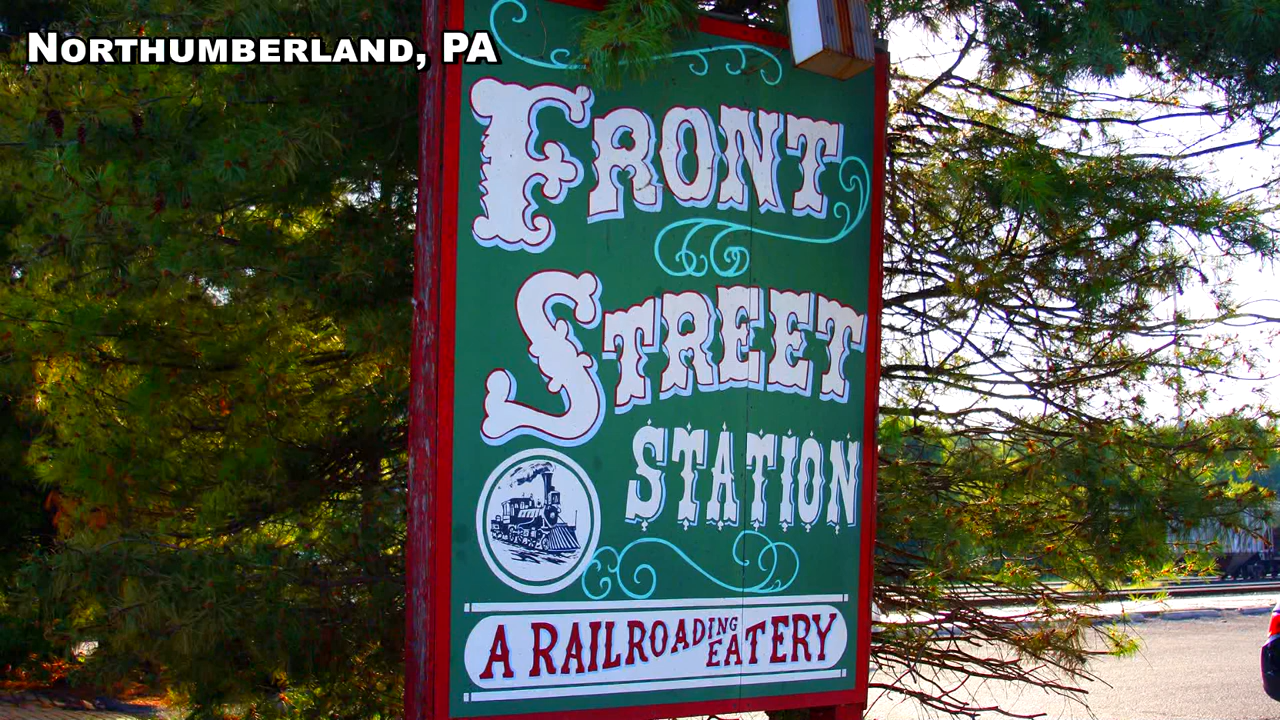 NORTHUMBERLAND, PA
FRONT
STREET
STATION
A RAILROADING EATERY